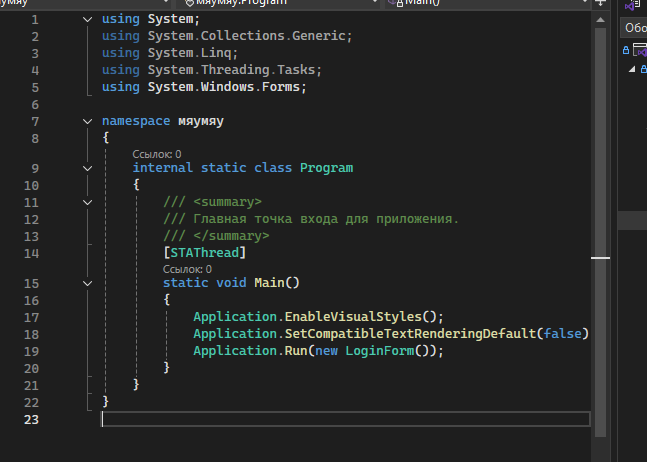 мяумяу
мяумяу.Program
Main()
Обо
1 using System;
2 using System.Collections.Generic;
3 using System.Linq;
4 using System.Threading.Tasks;
5 using System.Windows.Forms;
6
7 namespace мяумяу
8 {
Ссылок: 0
9 internal static class Program
10 {
11 /// <summary>
12 /// Главная точка входа для приложения.
13 /// </summary>
14 [STAThread]
Ссылок: 0
15 static void Main()
16 {
17 Application.EnableVisualStyles();
18 Application.SetCompatibleTextRenderingDefault(false)
19 Application.Run(new LoginForm());
20 }
21 }
22 }
23